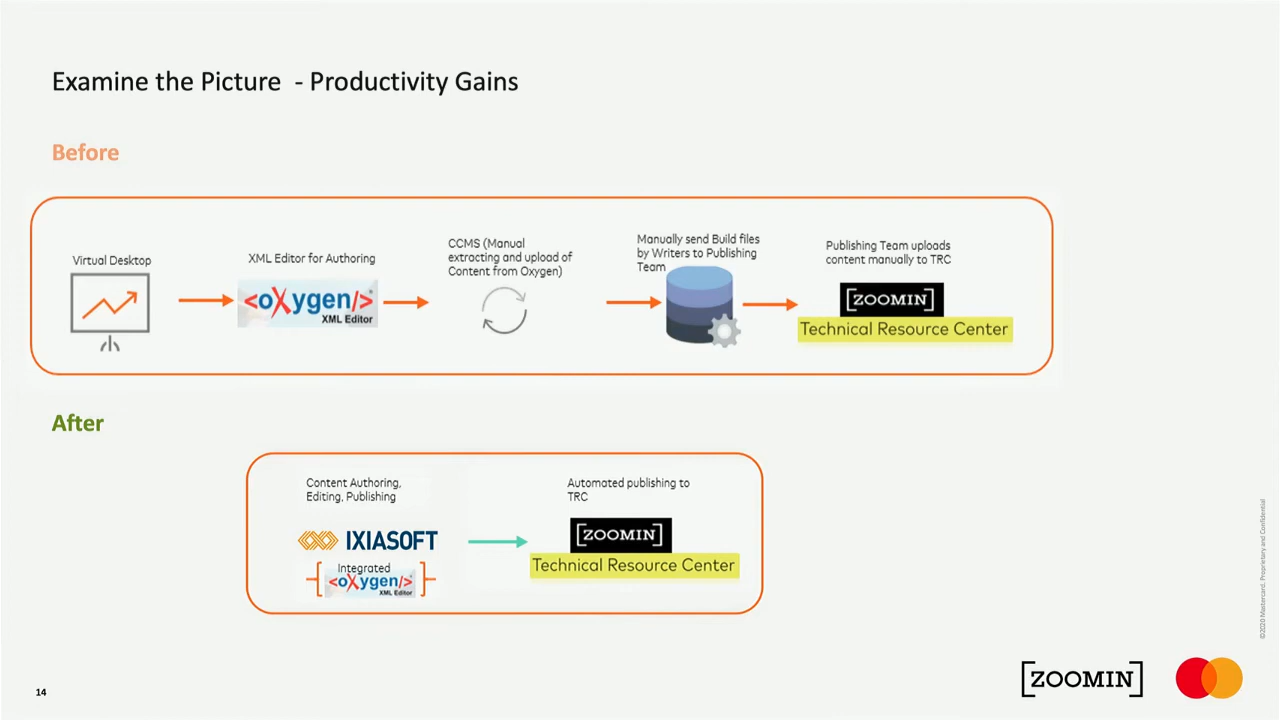 Examine the Picture - Productivity Gains
Before
Virtual Desktop
XML Editor for Authoring
<oXygen/>
XML Editor
CCMS (Manual
extracting and upload of
Content from Oxygen)
Manually send Build files
by Writers to Publishing
Team
Publishing Team uploads
content manually to TRC
[ZOOMIN]
Technical Resource Center
After
Content Authoring,
Editing, Publishing
IXIASOFT
Integrated
<oXygen/>
XML Editor
Automated publishing to
TRC
[ZOOMIN]
Technical Resource Center
©2020 Mastercard. Proprietary and Confidential
14
[ZOOMIN]